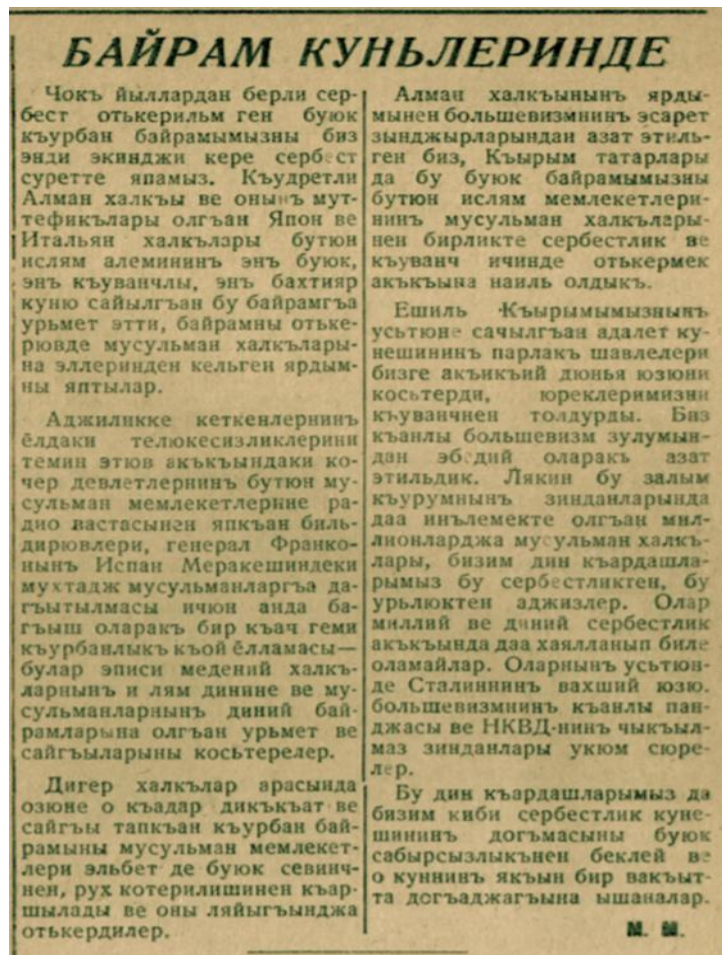 БАЙРАМ КУНЬЛЕРИНДЕ
Чокъ йыллардан берли сер-
бест отькерильм ген буюк
къурбан байрамымызны биз
энди экинджи кере сербест
суретте япамыз. Къудретли
Алман халкъы ве онынъ мут-
тефикълары олгъан Япон ве
Итальян халкълары бутюн
ислям алемининъ энъ буюк,
энъ къуванчлы, энъ бахтияр
куню сайылгъан бу байрамгъа
урьмет этти, байрамны отьке-
рювде мусульман халкълары-
на эллеринден кельген ярдым-
ны яптылар.
Аджиликке кеткенлернинъ
ёлдаки телюкесизликлерини
темин этюв акъкъындаки ко-
чер девлетлернинъ бутюн му-
сульман мемлекетлерине ра-
дио вастасынен япкъан биль-
дирювлери, генерал Франко-
нынъ Испан Меракешиндеки
мухтадж мусульманларгъа да-
гъытылмасы ичюн анда ба-
гъыш оларакъ бир къач геми
къурбанлыкъ къой ёлламасы—
булар эписи медений халкъ-
ларнынъ и лям динине ве му-
сульманларнынъ диний бай-
рамларына олгъан урьмет ве
сайгъыларыны косьтерелер.
Дигер халкълар арасында
озюне о къадар дикъкъат ве
сайгъы тапкъан къурбан бай-
рамыны мусульман мемлекет-
лери эльбет де буюк севинч-
нен, рух котерилишинен къар-
шылады ве оны ляйыгъынджа
отькердилер.
Алман халкъынынъ ярды-
мынен большевизмнинъ эсарет
зынджырларындан азат этиль-
ген биз, Къырым татарлары
да бу буюк байрамымызны
бутюн ислям мемлекетлери-
нинъ мусульман халкълары-
нен бирликте сербестлик ве
къуванч ичинде отькермек
акъкъына наиль олдыкъ.
Ешиль Къырымымызнынъ
усьтюне сачылгъан адалет ку-
нешининъ парлакъ шавлелери
бизге акъикъий дюнья юзюни
косьтерди, юреклеримизни
къуванчнен толдурды. Биз
къанлы большевизм зулумын-
дан эбедий оларакъ азат
этильдик. Лякин бу залым
къурумнынъ зинданларында
даа инълемекте олгъан мил-
лионларджа мусульман халкъ-
лары, бизим дин къардашла-
рымыз бу сербестликтен, бу
урьлюктен аджизлер. Олар
миллий ве диний сербестлик
акъкъында даа хаялланып биле
оламайлар. Оларнынъ усьтюн-
де Сталиннинъ вахший юзю.
большевизмнинъ къанлы пан-
джасы ве НКВД-нинъ чыкъыл-
маз зинданлары укюм сюре-
лер.
Бу дин къардашларымыз да
бизим киби сербестлик куне-
шининъ догъмасыны буюк
сабырсызлыкънен беклей ве
о куннинъ якъын бир вакъыт-
та догъаджагъына ышаналар.
М. М.